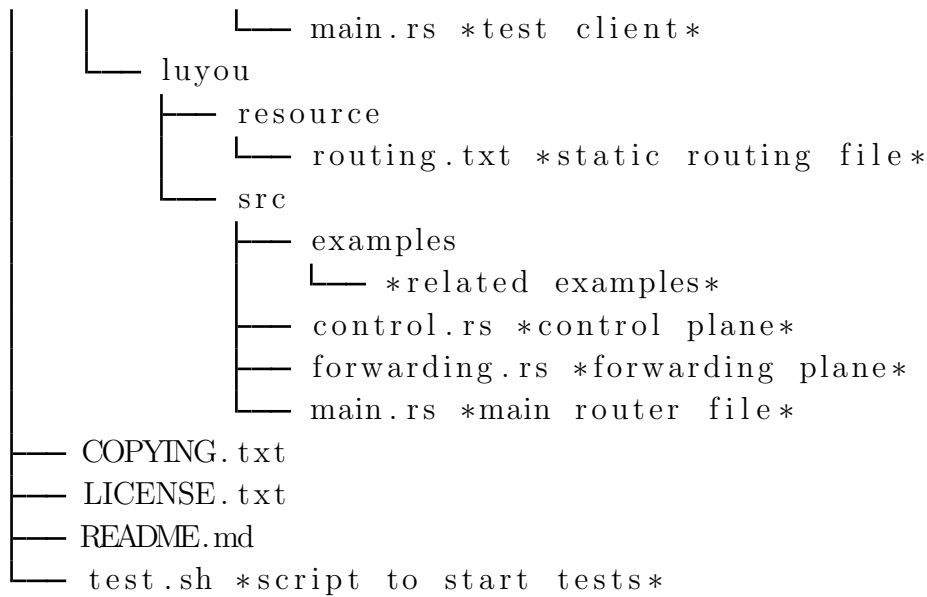 main.rs *test client*
luyou
resource
routing.txt *static routing file*
src
examples
*related examples*
control.rs *control plane*
forwarding.rs *forwarding plane*
main.rs *main router file*
COPYING.txt
LICENSE.txt
README.md
test.sh *script to start tests*